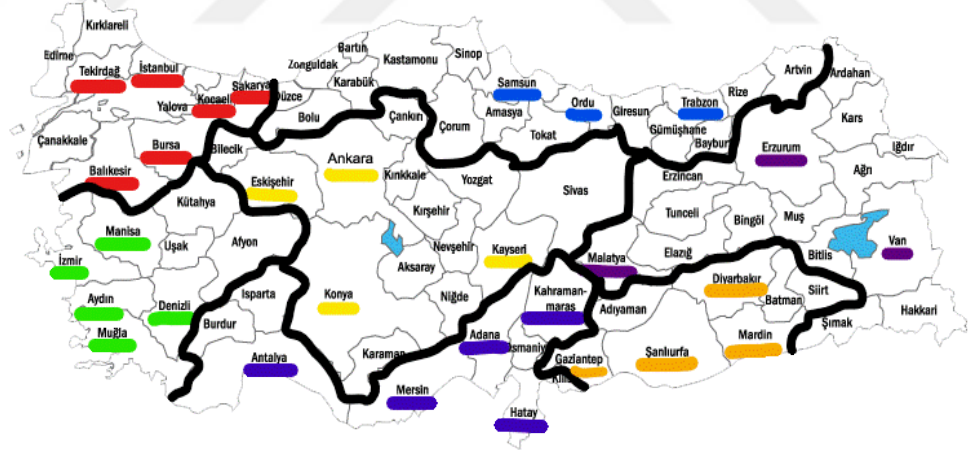 Kırklareli
Edirne
Tekirdağ
İstanbul
Yalova
Kocaeli
Sakarya
Düzce
Zonguldak
Bartın
Karabük
Kastamonu
Sinop
Bolu
Çankırı
Çorum
Samsun
Amasya
Ordu
Tokat
Giresun
Trabzon
Rize
Artvin
Ardahan
Gümüşhane
Bayburt
Kars
Erzurum
Iğdır
Ağrı
Çanakkale
Bursa
Bilecik
Balıkesir
Eskişehir
Ankara
Kırıkkale
Yozgat
Sivas
Erzincan
Kütahya
Manisa
Uşak
Afyon
Kırşehir
Nevşehir
Kayseri
Aksaray
Tunceli
Bingöl
Muş
Bitlis
Van
İzmir
Malatya
Elazığ
Aydın
Denizli
Isparta
Konya
Niğde
Kahraman-
maraş
Adıyaman
Diyarbakır
Batman
Siirt
Şırnak
Hakkari
Muğla
Burdur
Antalya
Karaman
Adana
Osmaniye
Gaziantep
Şanlıurfa
Mardin
Kilis
Mersin
Hatay